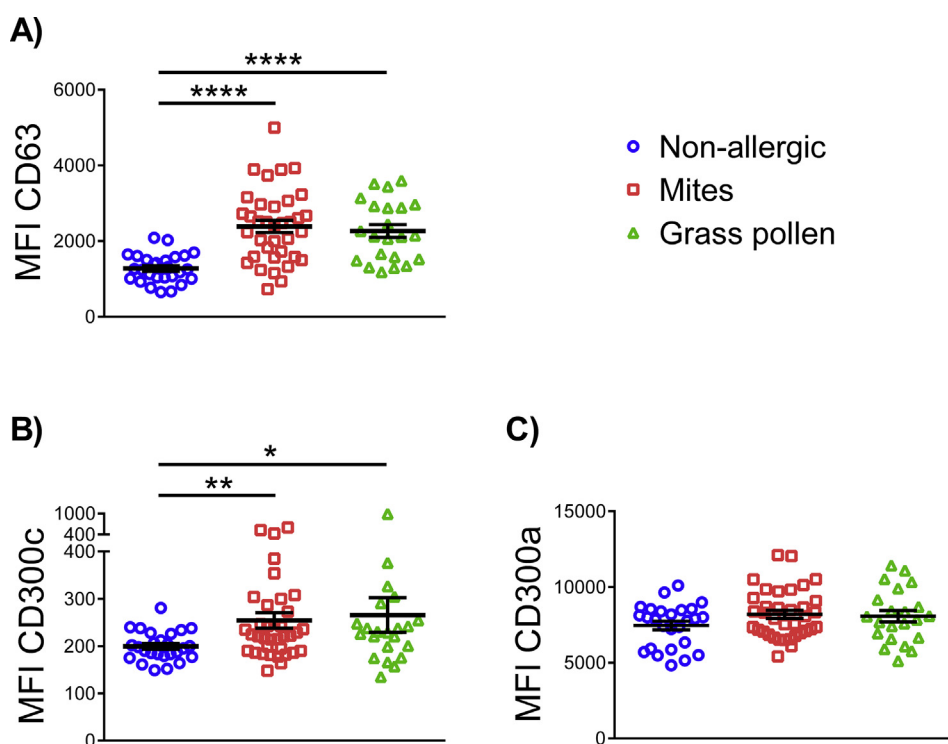 A)
****
****
6000
4000
2000
0
MFI CD63
Non-allergic
Mites
Grass pollen
B)
*
**
1000
400
400
300
200
100
0
MFI CD300c
C)
15000
10000
5000
0
MFI CD300a